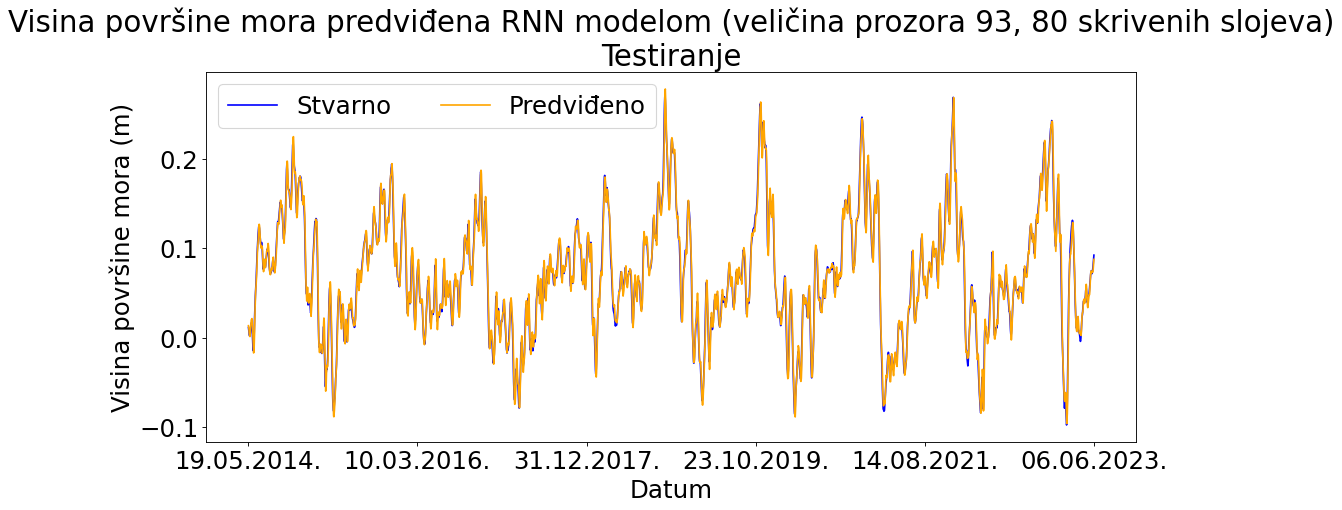 Visina površine mora predviđena RNN modelom (veličina prozora 93, 80 skrivenih slojeva)
Testiranje
Stvarno
Predviđeno
Visina površine mora (m)
0.2
0.1
0.0
−0.1
19.05.2014.
10.03.2016.
31.12.2017.
23.10.2019.
14.08.2021.
06.06.2023.
Datum